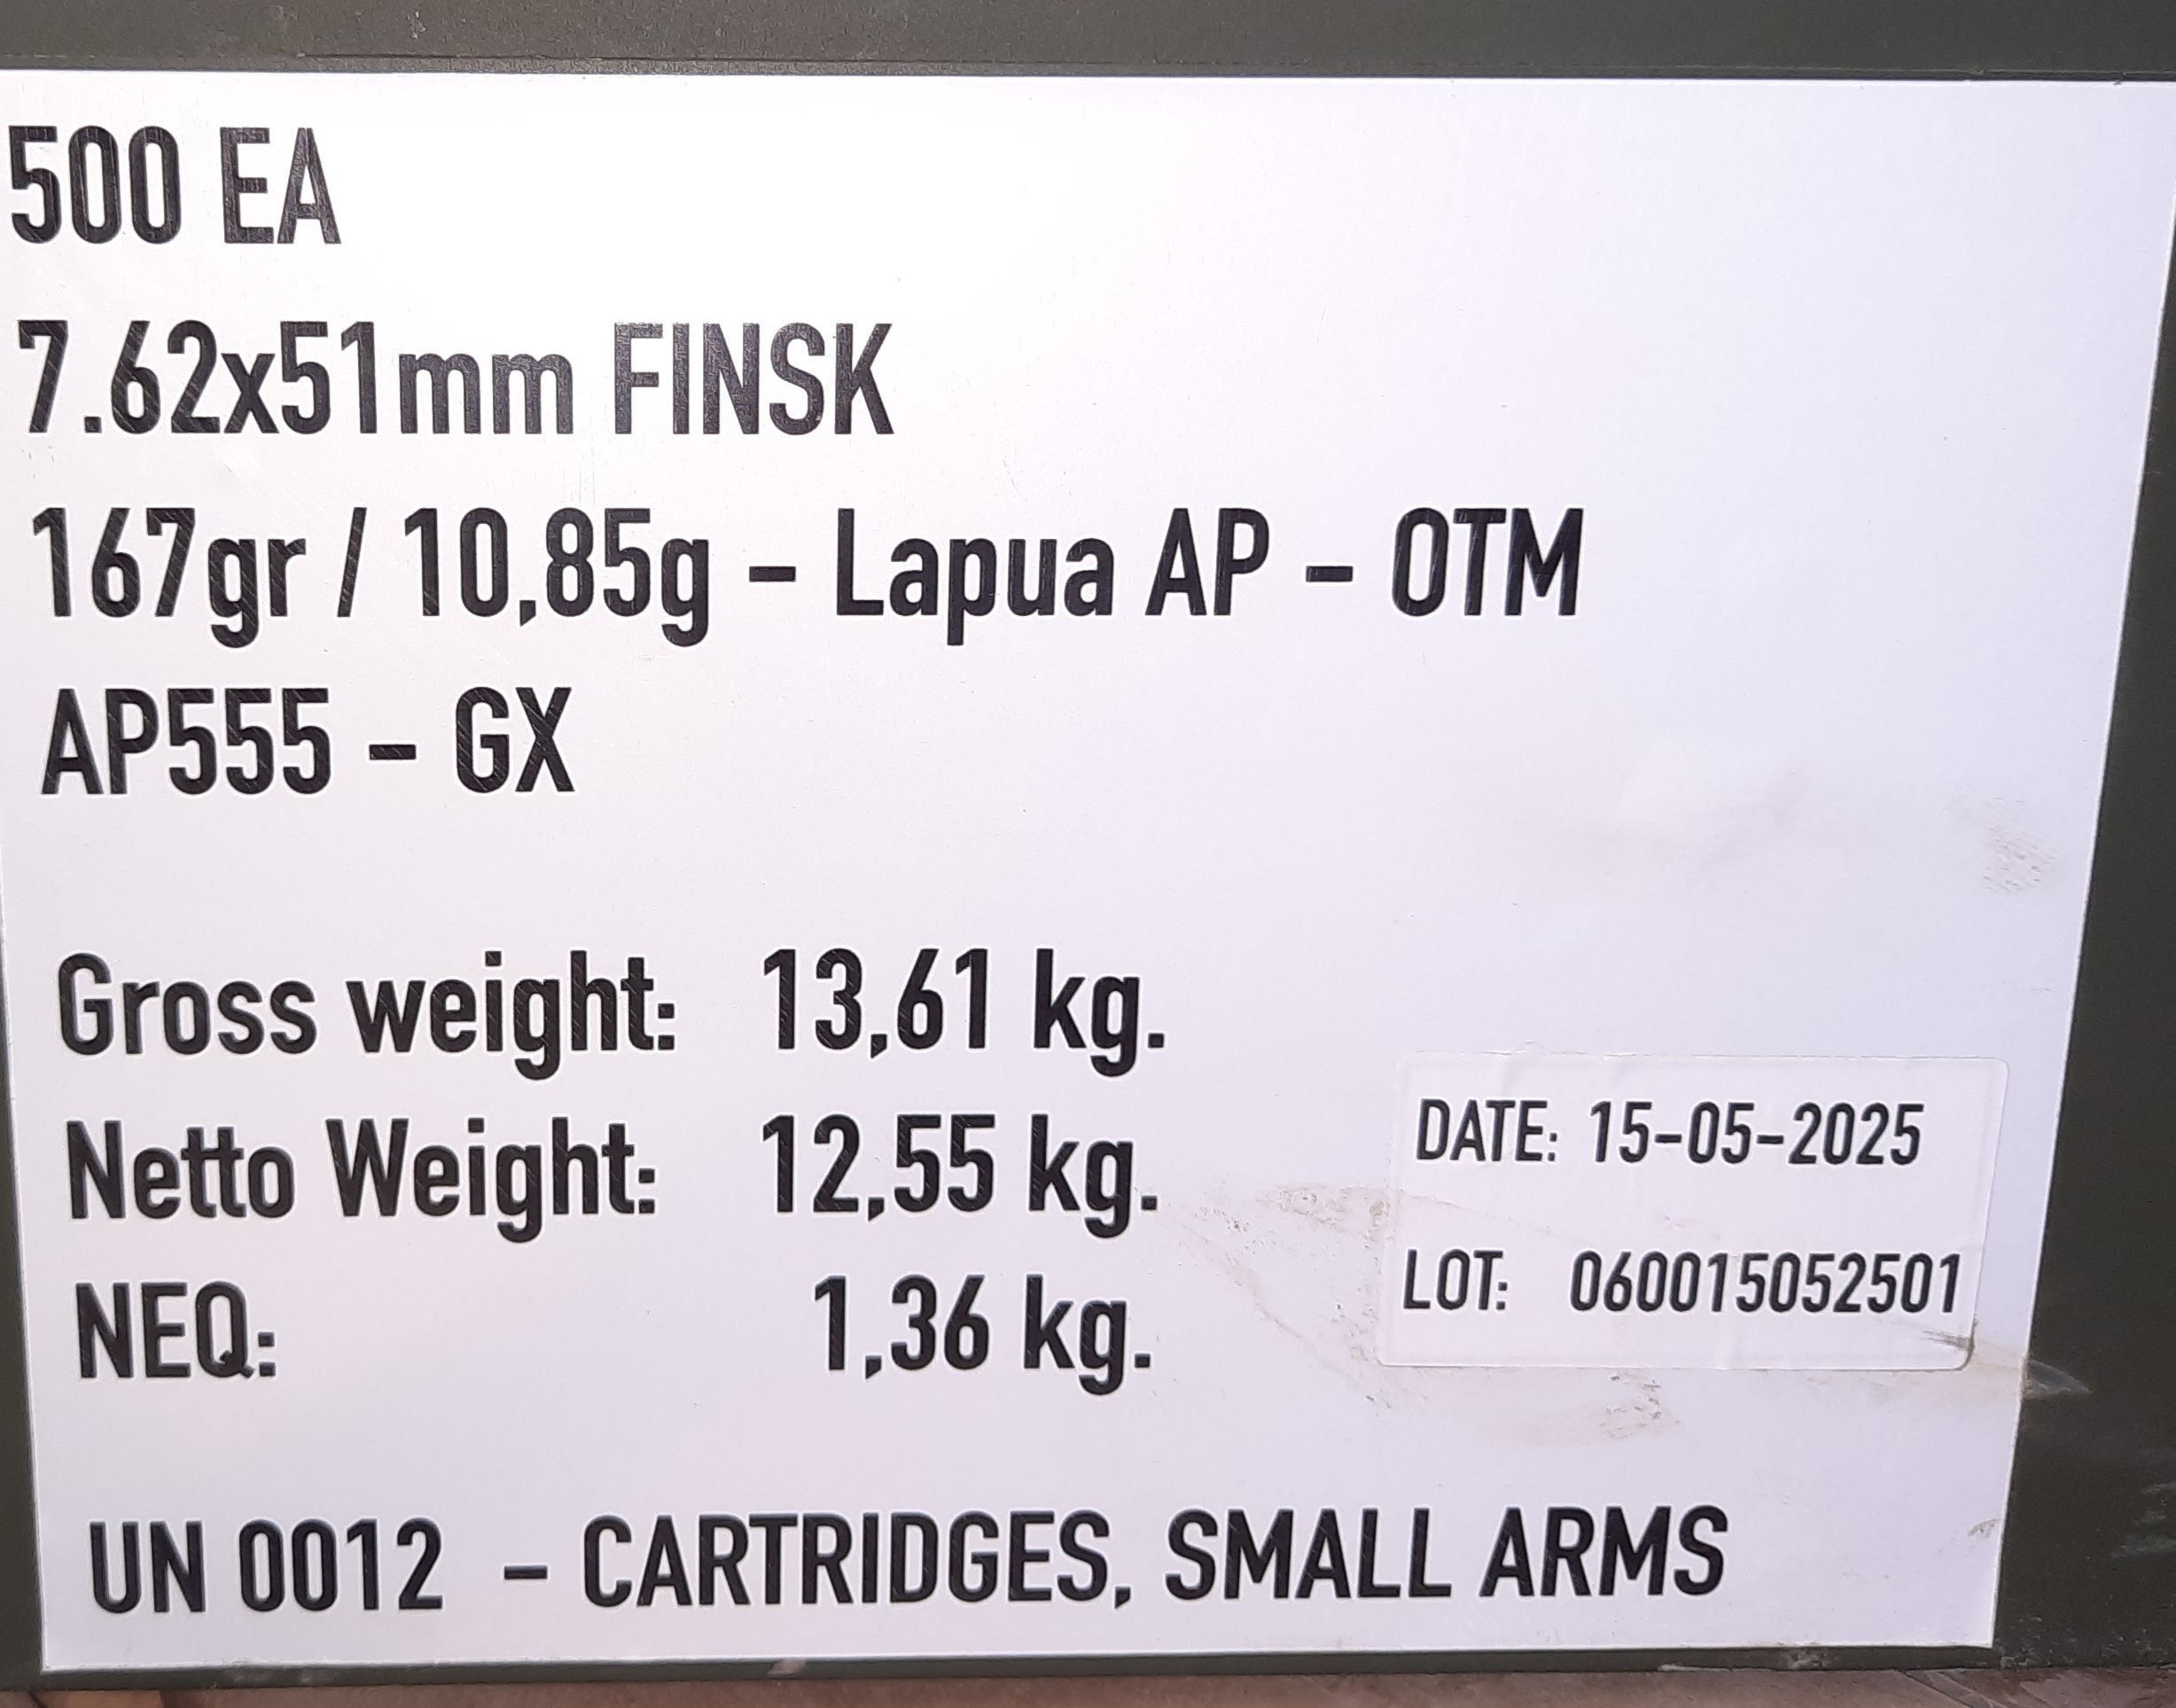 500 EA
7.62x51mm FINSK
167gr / 10,85g - Lapua AP - OTM
AP555 - GX
Gross weight: 13,61 kg.
Netto Weight: 12,55 kg.
NEQ: 1,36 kg.
DATE: 15-05-2025
LOT: 060015052501
UN 0012 - CARTRIDGES, SMALL ARMS